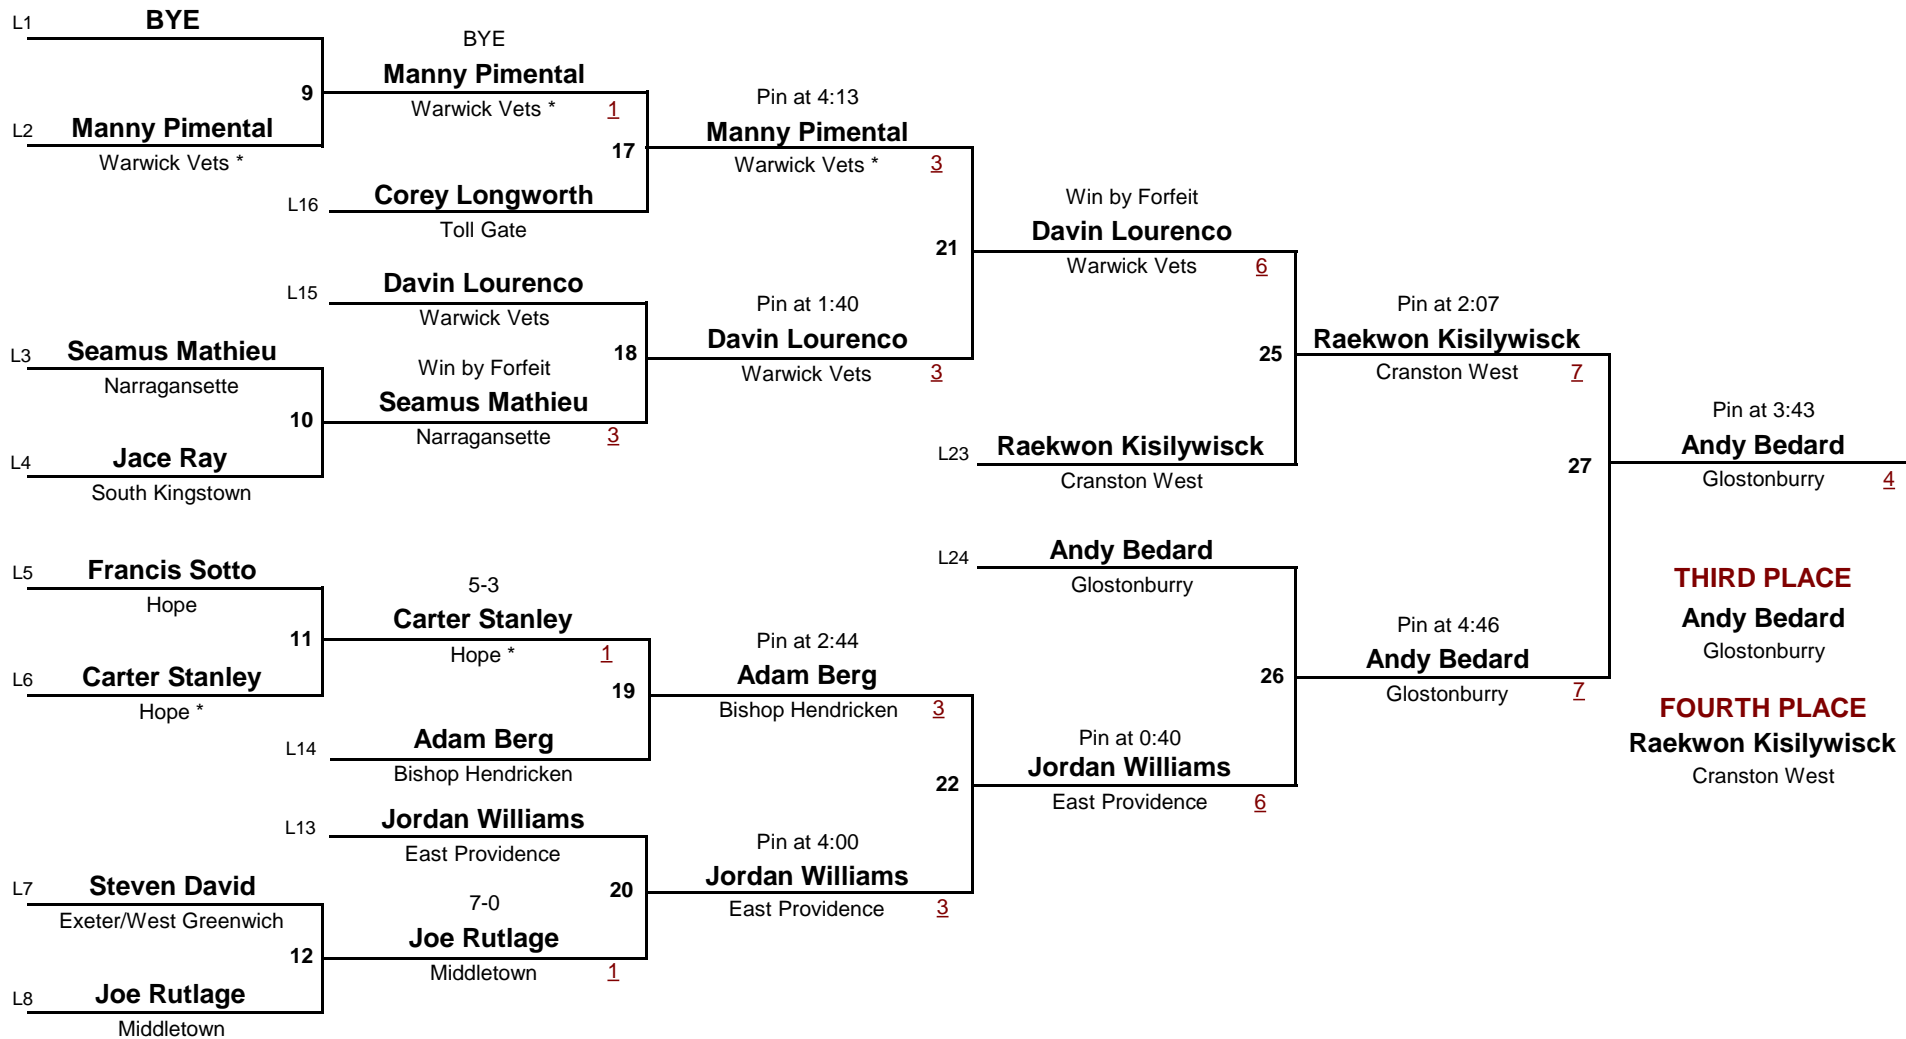 L1
BYE
9
L2
Manny Pimental
Warwick Vets *
BYE
Manny Pimental
Warwick Vets *
1
17
L16
Corey Longworth
Toll Gate
Pin at 4:13
Manny Pimental
Warwick Vets *
3
L15
Davin Lourenco
Warwick Vets
L3
Seamus Mathieu
Narragansette
10
L4
Jace Ray
South Kingstown
Win by Forfeit
Seamus Mathieu
Narragansette
3
18
Pin at 1:40
Davin Lourenco
Warwick Vets
3
21
Win by Forfeit
Davin Lourenco
Warwick Vets
6
25
L23
Raekwon Kisilywisck
Cranston West
Pin at 2:07
Raekwon Kisilywisck
Cranston West
7
27
Pin at 3:43
Andy Bedard
Glostonburry
4
L5
Francis Sotto
Hope
11
L6
Carter Stanley
Hope *
5-3
Carter Stanley
Hope *
1
19
L14
Adam Berg
Bishop Hendricken
Pin at 2:44
Adam Berg
Bishop Hendricken
3
L13
Jordan Williams
East Providence
L7
Steven David
Exeter/West Greenwich
12
L8
Joe Rutlage
Middletown
7-0
Joe Rutlage
Middletown
1
20
Pin at 4:00
Jordan Williams
East Providence
3
22
L24
Andy Bedard
Glostonburry
26
Pin at 0:40
Jordan Williams
East Providence
6
Pin at 4:46
Andy Bedard
Glostonburry
7
THIRD PLACE
Andy Bedard
Glostonburry
FOURTH PLACE
Raekwon Kisilywisck
Cranston West